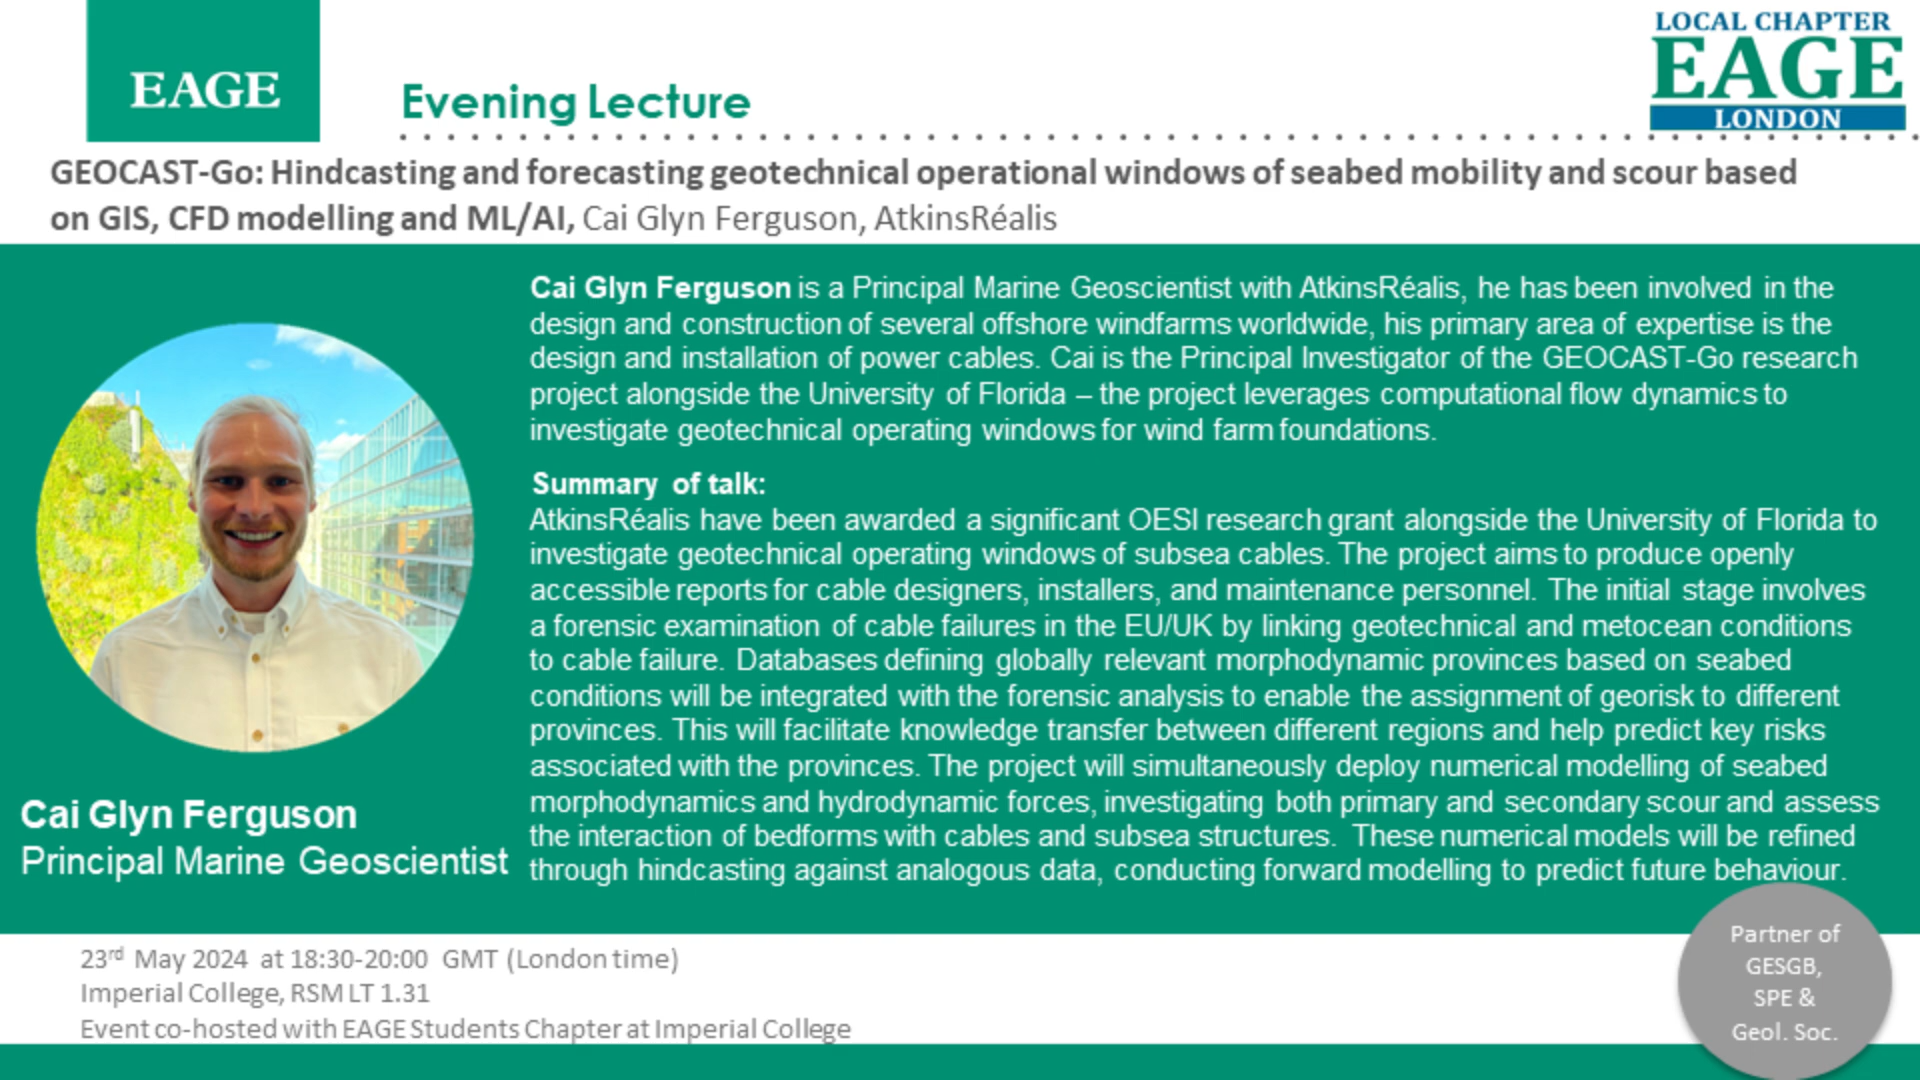 EAGE
Evening Lecture
LOCAL CHAPTER
EAGE
LONDON
GEOCAST-Go: Hindcasting and forecasting geotechnical operational windows of seabed mobility and scour based
on GIS, CFD modelling and ML/AI, Cai Glyn Ferguson, AtkinsRéalis
Cai Glyn Ferguson is a Principal Marine Geoscientist with AtkinsRéalis, he has been involved in the
design and construction of several offshore windfarms worldwide, his primary area of expertise is the
design and installation of power cables. Cai is the Principal Investigator of the GEOCAST-Go research
project alongside the University of Florida – the project leverages computational flow dynamics to
investigate geotechnical operating windows for wind farm foundations.
Summary of talk:
AtkinsRéalis have been awarded a significant OESI research grant alongside the University of Florida to
investigate geotechnical operating windows of subsea cables. The project aims to produce openly
accessible reports for cable designers, installers, and maintenance personnel. The initial stage involves
a forensic examination of cable failures in the EU/UK by linking geotechnical and metocean conditions
to cable failure. Databases defining globally relevant morphodynamic provinces based on seabed
conditions will be integrated with the forensic analysis to enable the assignment of georisk to different
provinces. This will facilitate knowledge transfer between different regions and help predict key risks
associated with the provinces. The project will simultaneously deploy numerical modelling of seabed
morphodynamics and hydrodynamic forces, investigating both primary and secondary scour and assess
the interaction of bedforms with cables and subsea structures. These numerical models will be refined
through hindcasting against analogous data, conducting forward modelling to predict future behaviour.
Cai Glyn Ferguson
Principal Marine Geoscientist
23rd May 2024 at 18:30-20:00 GMT (London time)
Imperial College, RSM LT 1.31
Event co-hosted with EAGE Students Chapter at Imperial College
Partner of
GESGB,
SPE &
Geol. Soc.